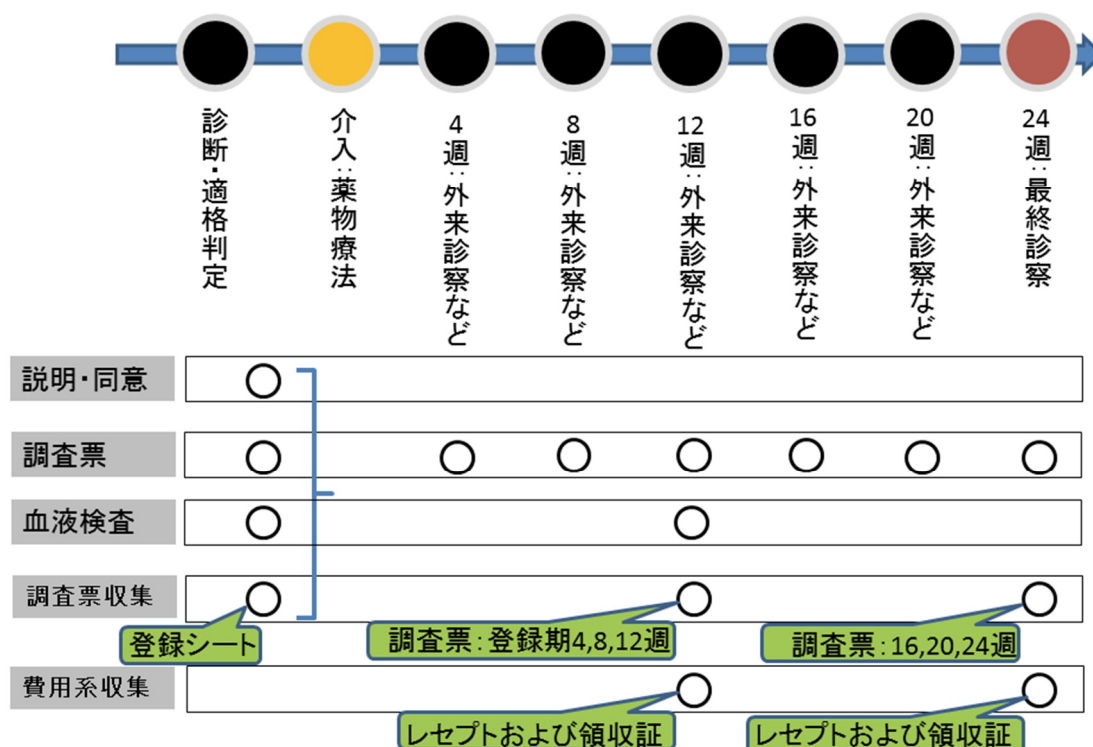 診断・適格判定
介入：薬物療法
4週：外来診察など
8週：外来診察など
12週：外来診察など
16週：外来診察など
20週：外来診察など
24週：最終診察
説明・同意
調査票
血液検査
調査票収集
登録シート
調査票：登録期4,8,12週
調査票：16,20,24週
費用系収集
レセプトおよび領収証
レセプトおよび領収証